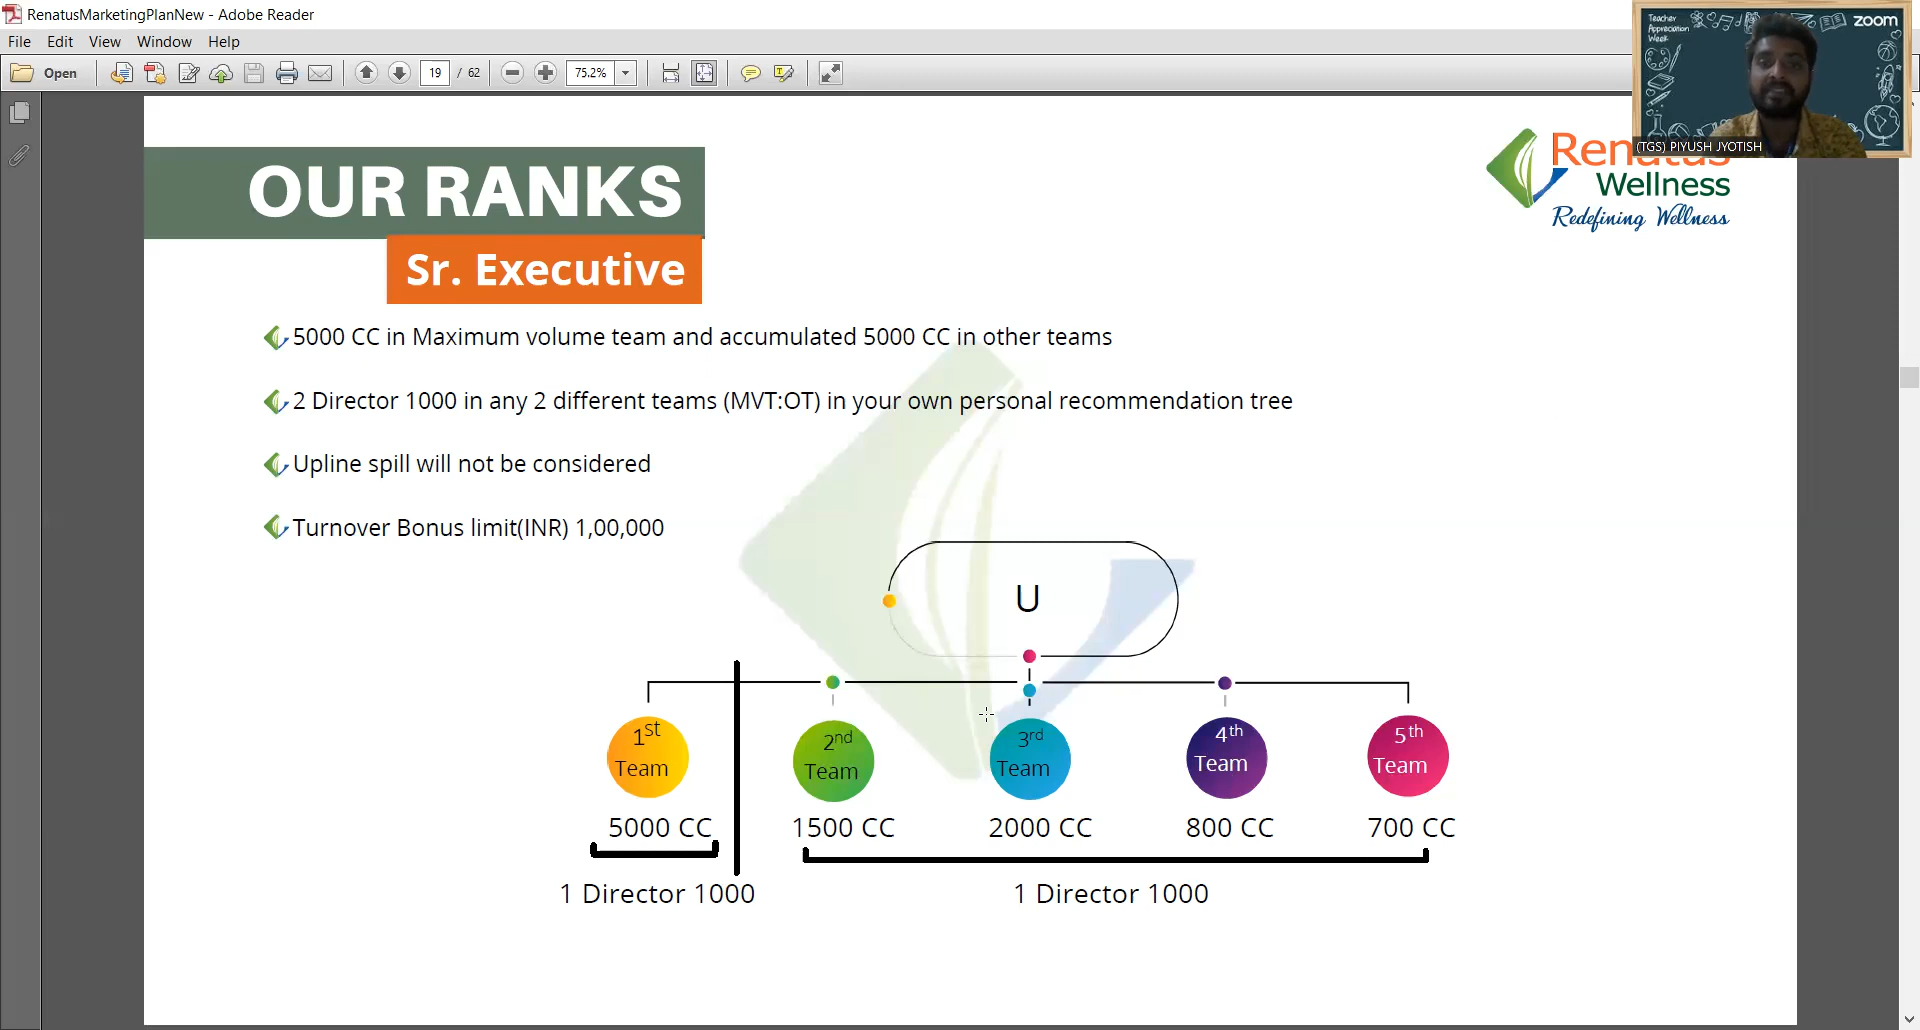 RenatusMarketingPlanNew - Adobe Reader
File Edit View Window Help
Open 19 / 62 75.2%
Teacher
Appreciation
Week
zoom
(TGS) PIYUSH JYOTISH
Renatus
Wellness
Redefining Wellness
OUR RANKS
Sr. Executive
5000 CC in Maximum volume team and accumulated 5000 CC in other teams
2 Director 1000 in any 2 different teams (MVT:OT) in your own personal recommendation tree
Upline spill will not be considered
Turnover Bonus limit(INR) 1,00,000
U
1st Team
2nd Team
3rd Team
4th Team
5th Team
5000 CC 1500 CC 2000 CC 800 CC 700 CC
1 Director 1000 1 Director 1000